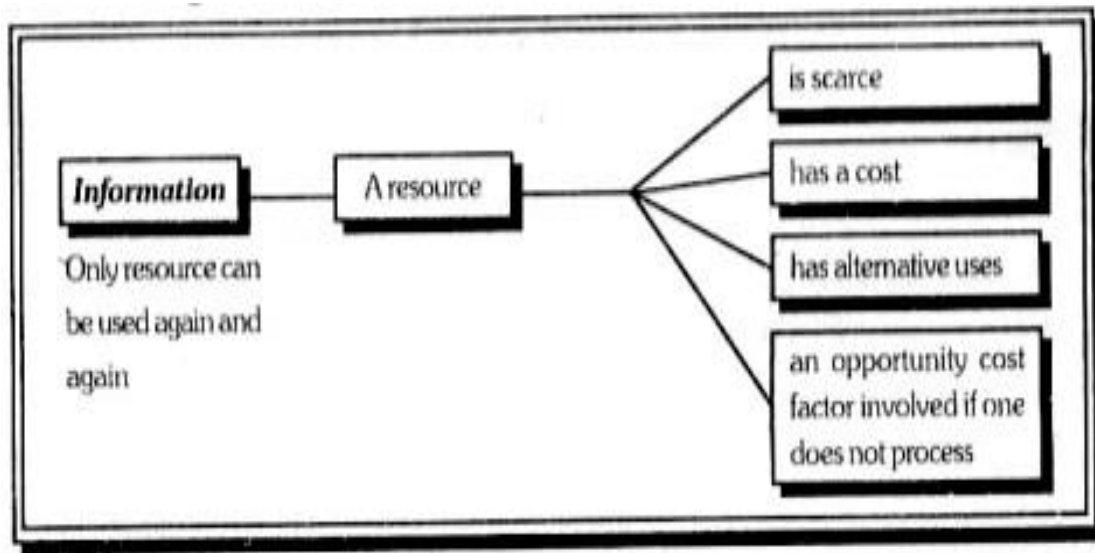 Information
Only resource can
be used again and
again
A resource
is scarce
has a cost
has alternative uses
an opportunity cost
factor involved if one
does not process